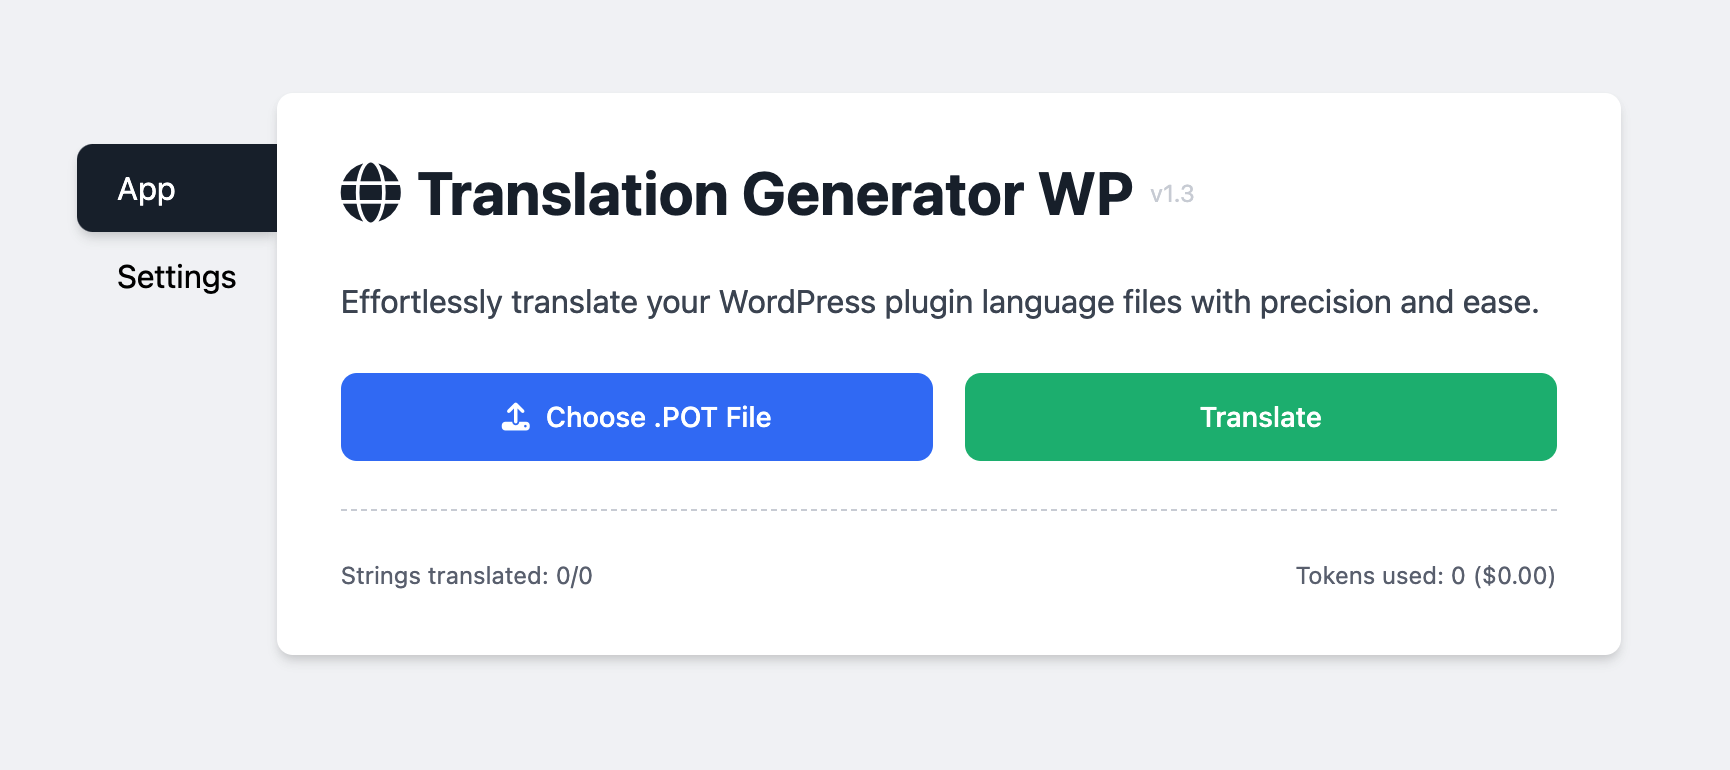 App
Settings
Translation Generator WP v1.3
Effortlessly translate your WordPress plugin language files with precision and ease.
Choose .POT File
Translate
Strings translated: 0/0
Tokens used: 0 ($0.00)